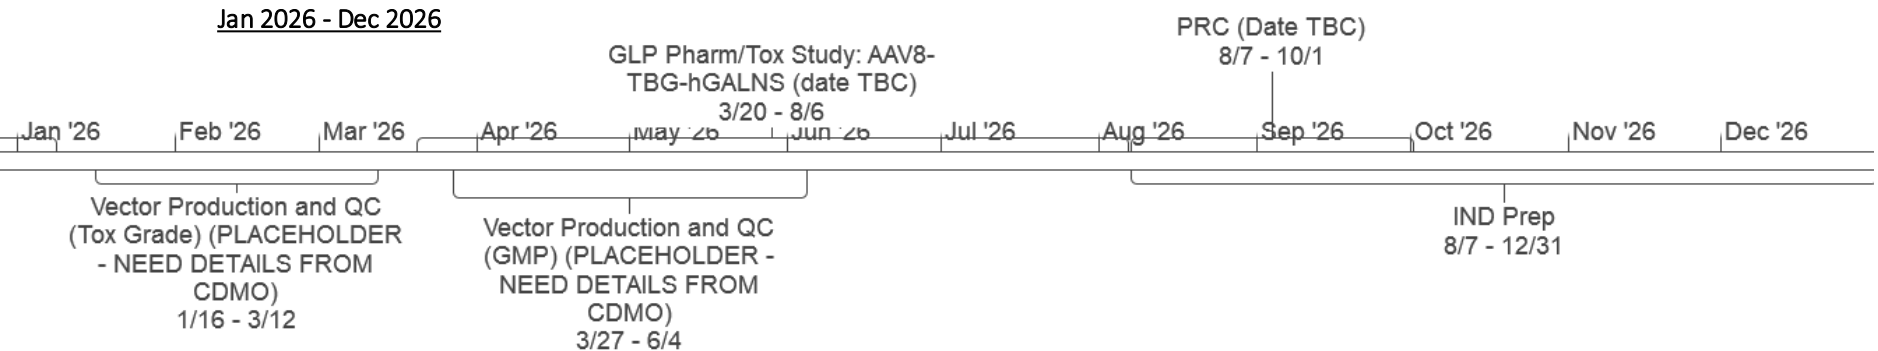 Jan 2026 - Dec 2026
PRC (Date TBC)
8/7 - 10/1
GLP Pharm/Tox Study: AAV8-
TBG-hGALNS (date TBC)
3/20 - 8/6
Jan '26 Feb '26 Mar '26 Apr '26 May '26 Jun '26 Jul '26 Aug '26 Sep '26 Oct '26 Nov '26 Dec '26
Vector Production and QC
(Tox Grade) (PLACEHOLDER
- NEED DETAILS FROM
CDMO)
1/16 - 3/12
Vector Production and QC
(GMP) (PLACEHOLDER -
NEED DETAILS FROM
CDMO)
3/27 - 6/4
IND Prep
8/7 - 12/31